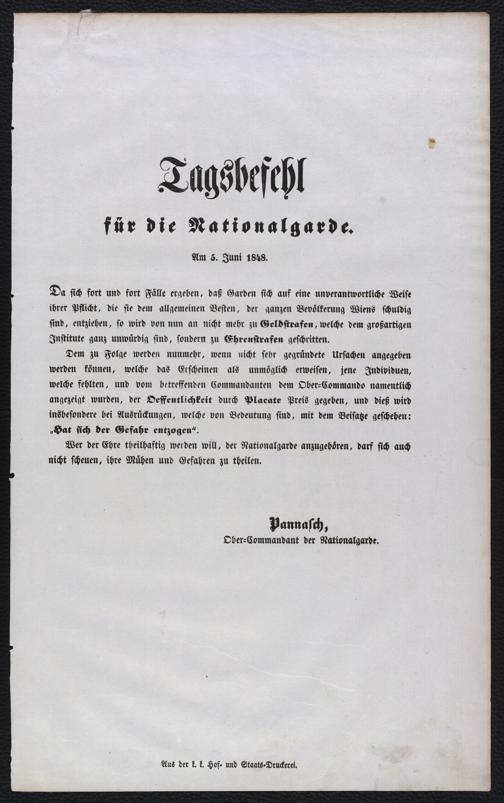 Tagsbefehl
für die Nationalgarde.
Am 5. Juni 1848.
Da sich fort und fort Fälle ergeben, daß Garden sich auf eine unverantwortliche Weise
ihrer Pflicht, die sie dem allgemeinen Besten, der ganzen Bevölkerung Wiens schuldig
sind, entziehen, so wird von nun an nicht mehr zu Geldstrafen, welche dem großartigen
Institute ganz unwürdig sind, sondern zu Ehrenstrafen geschritten.
Dem zu Folge werden nunmehr, wenn nicht sehr gegründete Ursachen angegeben
werden können, welche das Erscheinen als unmöglich erweisen, jene Individuen,
welche fehlten, und vom betreffenden Commandanten dem Ober-Commando namentlich
angezeigt wurden, der Oeffentlichkeit durch Placate Preis gegeben, und dieß wird
insbesondere bei Ausrückungen, welche von Bedeutung sind, mit dem Beisatze geschehen:
„Hat sich der Gefahr entzogen“.
Wer der Ehre theilhaftig werden will, der Nationalgarde anzugehören, darf sich auch
nicht scheuen, ihre Mühen und Gefahren zu theilen.
Pannasch,
Ober-Commandant der Nationalgarde.
Aus der k. k. Hof- und Staats-Druckerei.